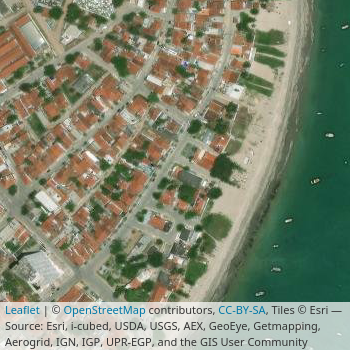 Leaflet | © OpenStreetMap contributors, CC-BY-SA, Tiles © Esri —
Source: Esri, i-cubed, USDA, USGS, AEX, GeoEye, Getmapping,
Aerogrid, IGN, IGP, UPR-EGP, and the GIS User Community